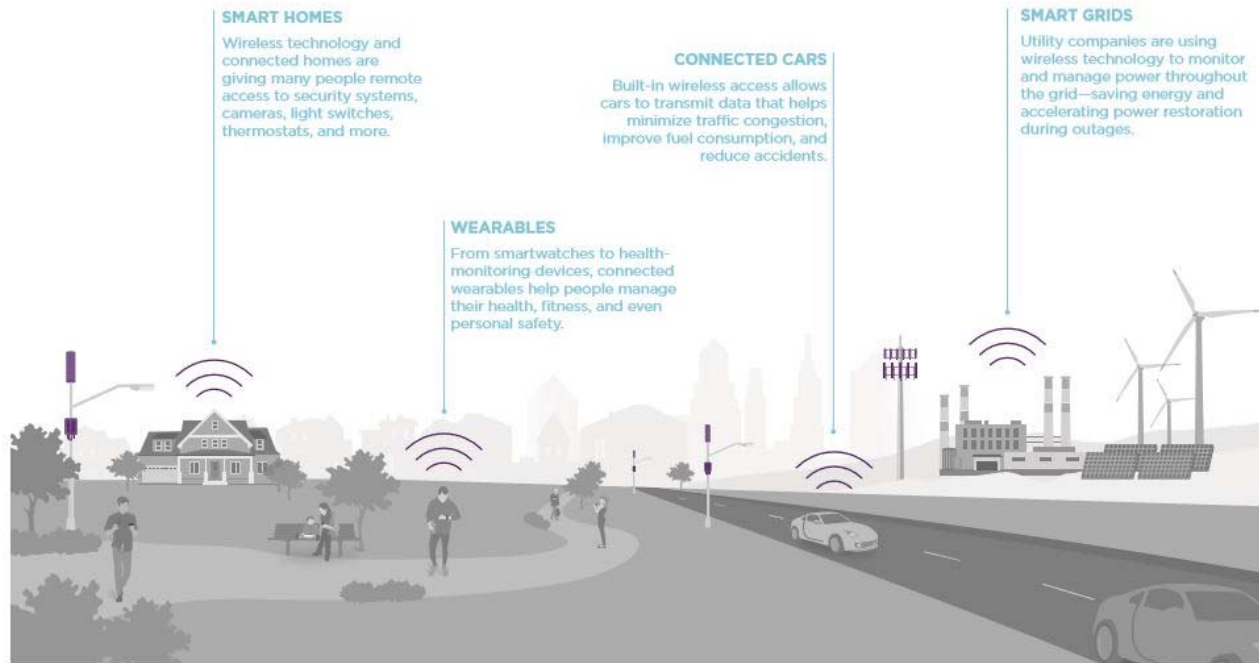 SMART HOMES
Wireless technology and
connected homes are
giving many people remote
access to security systems,
cameras, light switches,
thermostats, and more.
WEARABLES
From smartwatches to health-
monitoring devices, connected
wearables help people manage
their health, fitness, and even
personal safety.
CONNECTED CARS
Built-in wireless access allows
cars to transmit data that helps
minimize traffic congestion,
improve fuel consumption, and
reduce accidents.
SMART GRIDS
Utility companies are using
wireless technology to monitor
and manage power throughout
the grid—saving energy and
accelerating power restoration
during outages.